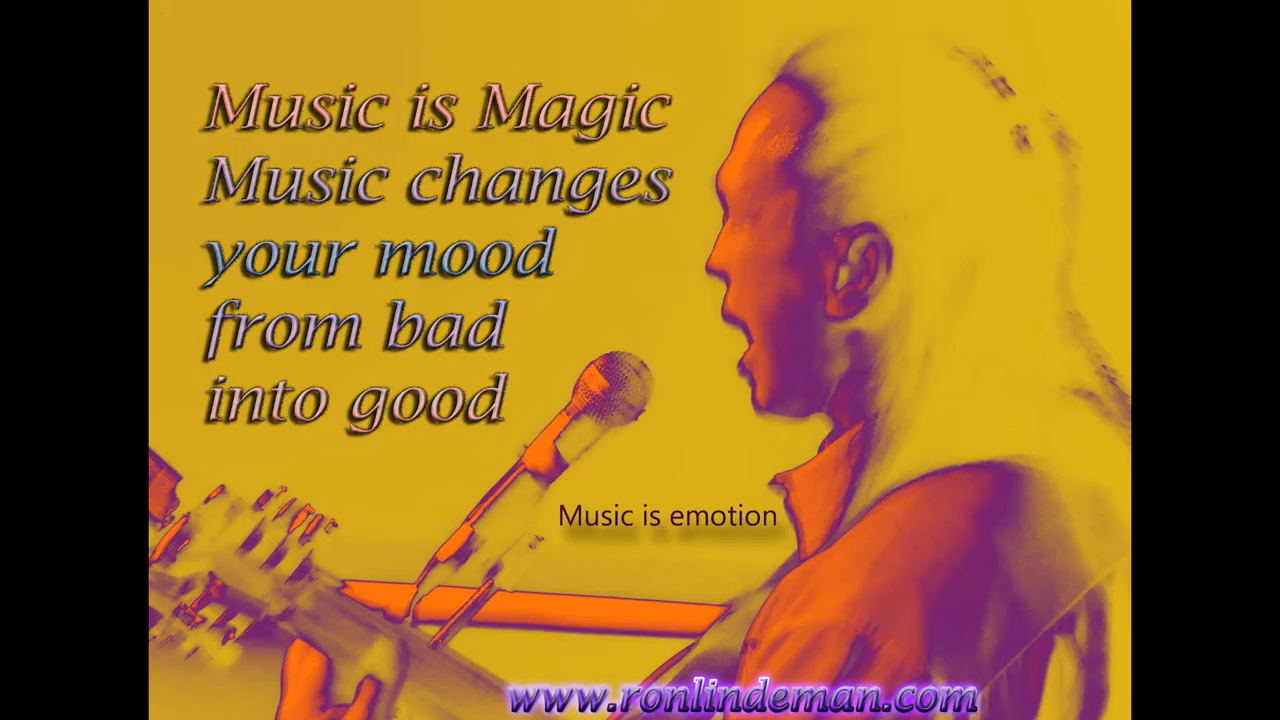 Music is Magic
Music changes
your mood
from bad
into good
Music is emotion
www.ronlindeman.com